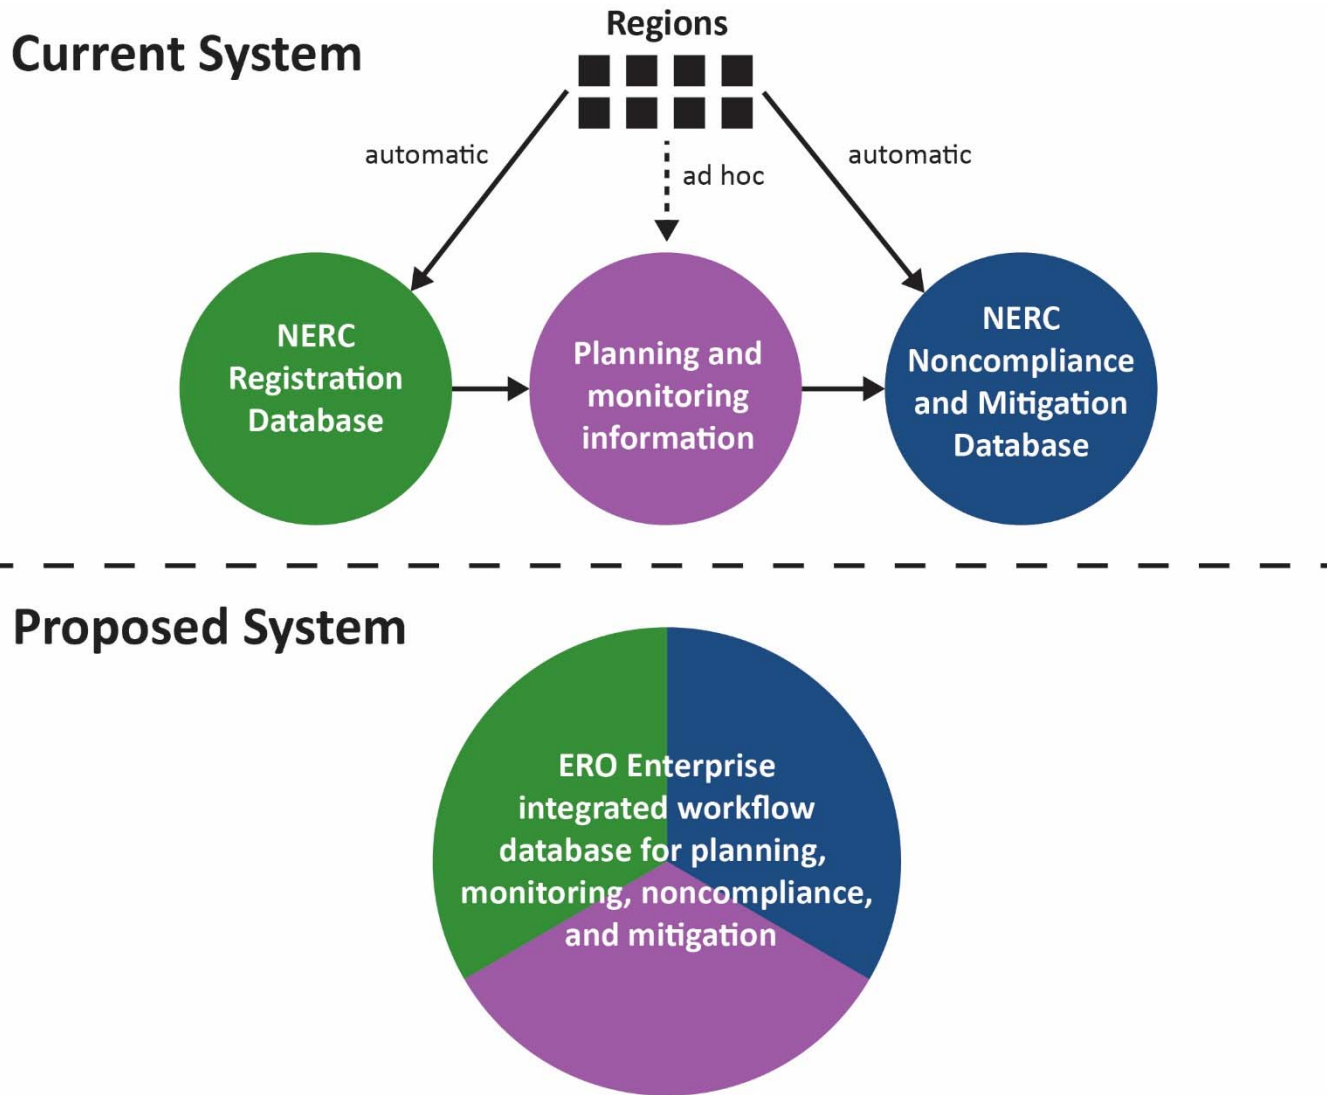 Regions
Current System
automatic
ad hoc
automatic
NERC
Registration
Database
Planning and
monitoring
information
NERC
Noncompliance
and Mitigation
Database
Proposed System
ERO Enterprise
integrated workflow
database for planning,
monitoring, noncompliance,
and mitigation